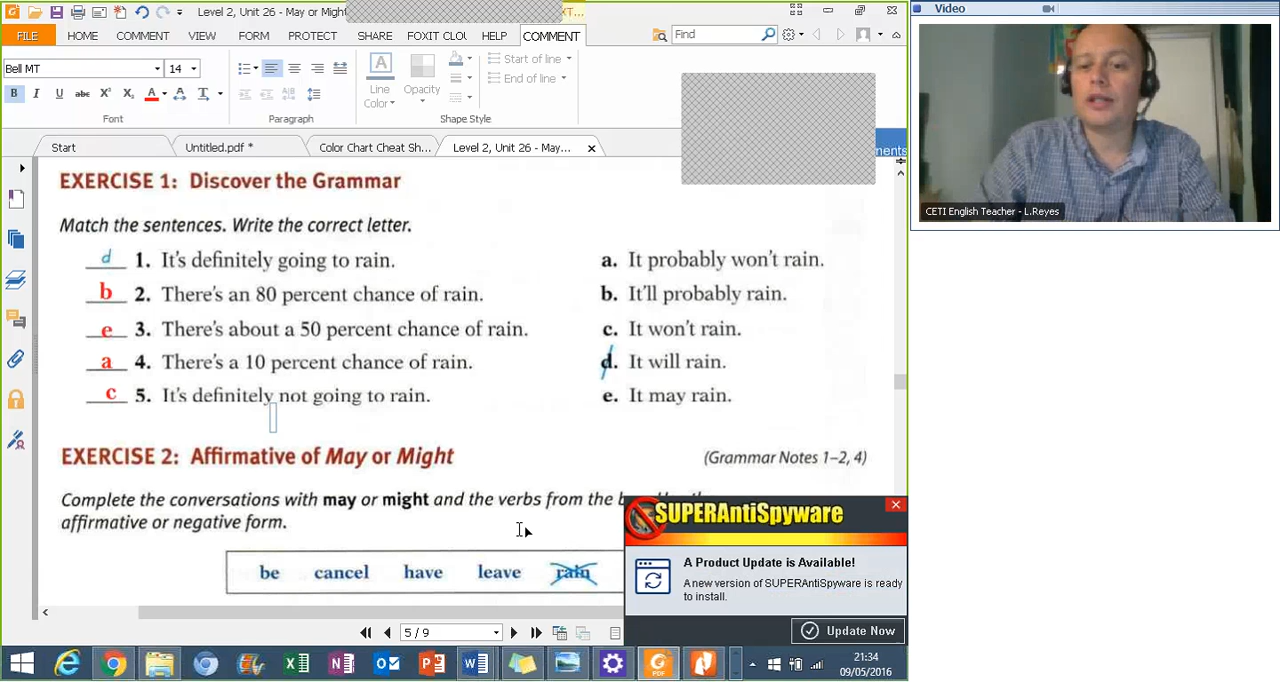 Level 2, Unit 26 - May or Might
XT...
Video
FILE HOME COMMENT VIEW FORM PROTECT SHARE FOXIT CLOU HELP COMMENT Find
Bell MT 14 Line Color Opacity Start of line
B I U abc X² X₂ A A T End of line
Font Paragraph Shape Style
Start Untitled.pdf * Color Chart Cheat Sh... Level 2, Unit 26 - May... nents
EXERCISE 1: Discover the Grammar
Match the sentences. Write the correct letter.
d 1. It's definitely going to rain. a. It probably won't rain.
b 2. There's an 80 percent chance of rain. b. It'll probably rain.
e 3. There's about a 50 percent chance of rain. c. It won't rain.
a 4. There's a 10 percent chance of rain. d. It will rain.
c 5. It's definitely not going to rain. e. It may rain.
EXERCISE 2: Affirmative of May or Might (Grammar Notes 1–2, 4)
Complete the conversations with may or might and the verbs from the
affirmative or negative form.
be cancel have leave rain
SUPERAntiSpyware
A Product Update is Available!
A new version of SUPERAntiSpyware is ready
to install.
Update Now
5 / 9
21:34
09/05/2016
CETI English Teacher - L.Reyes